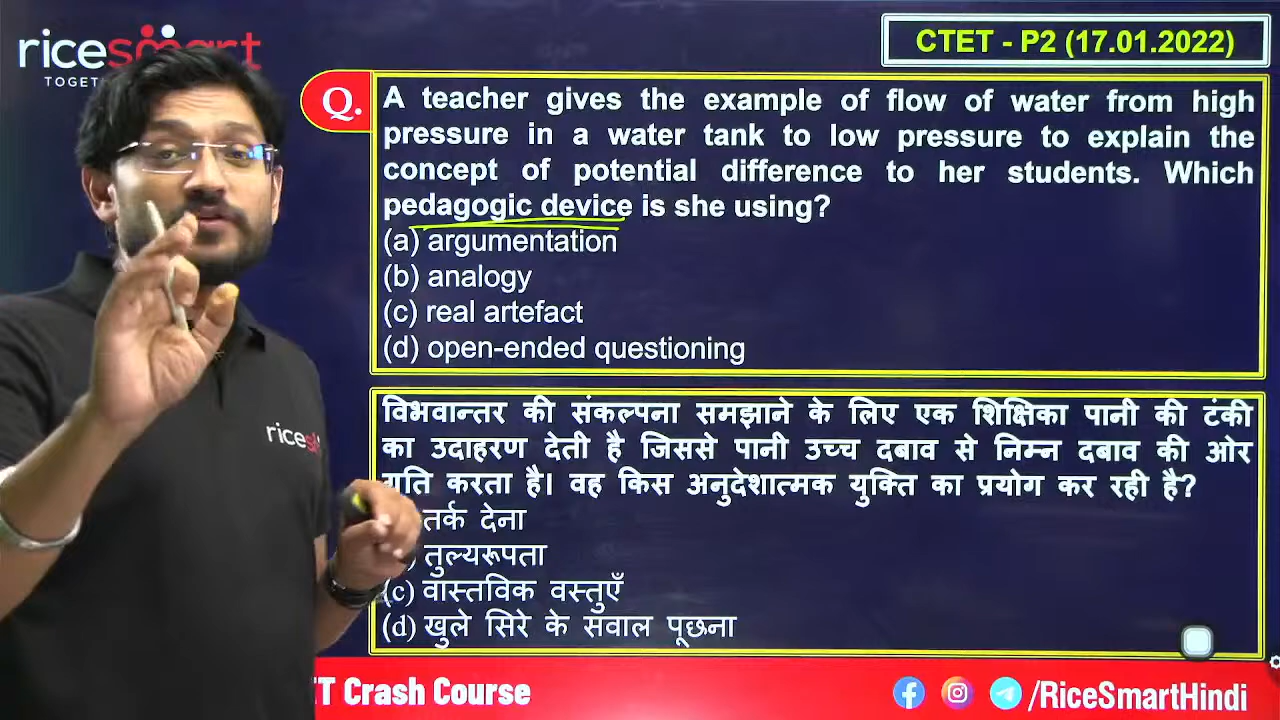 ricesmart
TOGET
CTET - P2 (17.01.2022)
Q.
A teacher gives the example of flow of water from high
pressure in a water tank to low pressure to explain the
concept of potential difference to her students. Which
pedagogic device is she using?
(a) argumentation
(b) analogy
(c) real artefact
(d) open-ended questioning
विभवान्तर की संकल्पना समझाने के लिए एक शिक्षिका पानी की टंकी
का उदाहरण देती है जिससे पानी उच्च दबाव से निम्न दबाव की ओर
गति करता है। वह किस अनुदेशात्मक युक्ति का प्रयोग कर रही है?
तर्क देना
तुल्यरूपता
(c) वास्तविक वस्तुएँ
(d) खुले सिरे के सवाल पूछना
rices
T Crash Course
/RiceSmartHindi